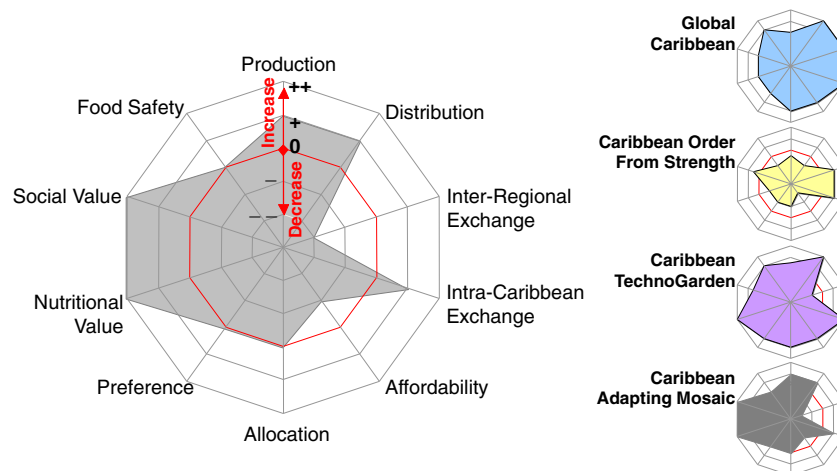 Production
++
+
0
–
– –
Increase
Decrease
Food Safety
Distribution
Social Value
Inter-Regional
Exchange
Nutritional
Value
Intra-Caribbean
Exchange
Preference
Affordability
Allocation
Global
Caribbean
Caribbean Order
From Strength
Caribbean
TechnoGarden
Caribbean
Adapting Mosaic